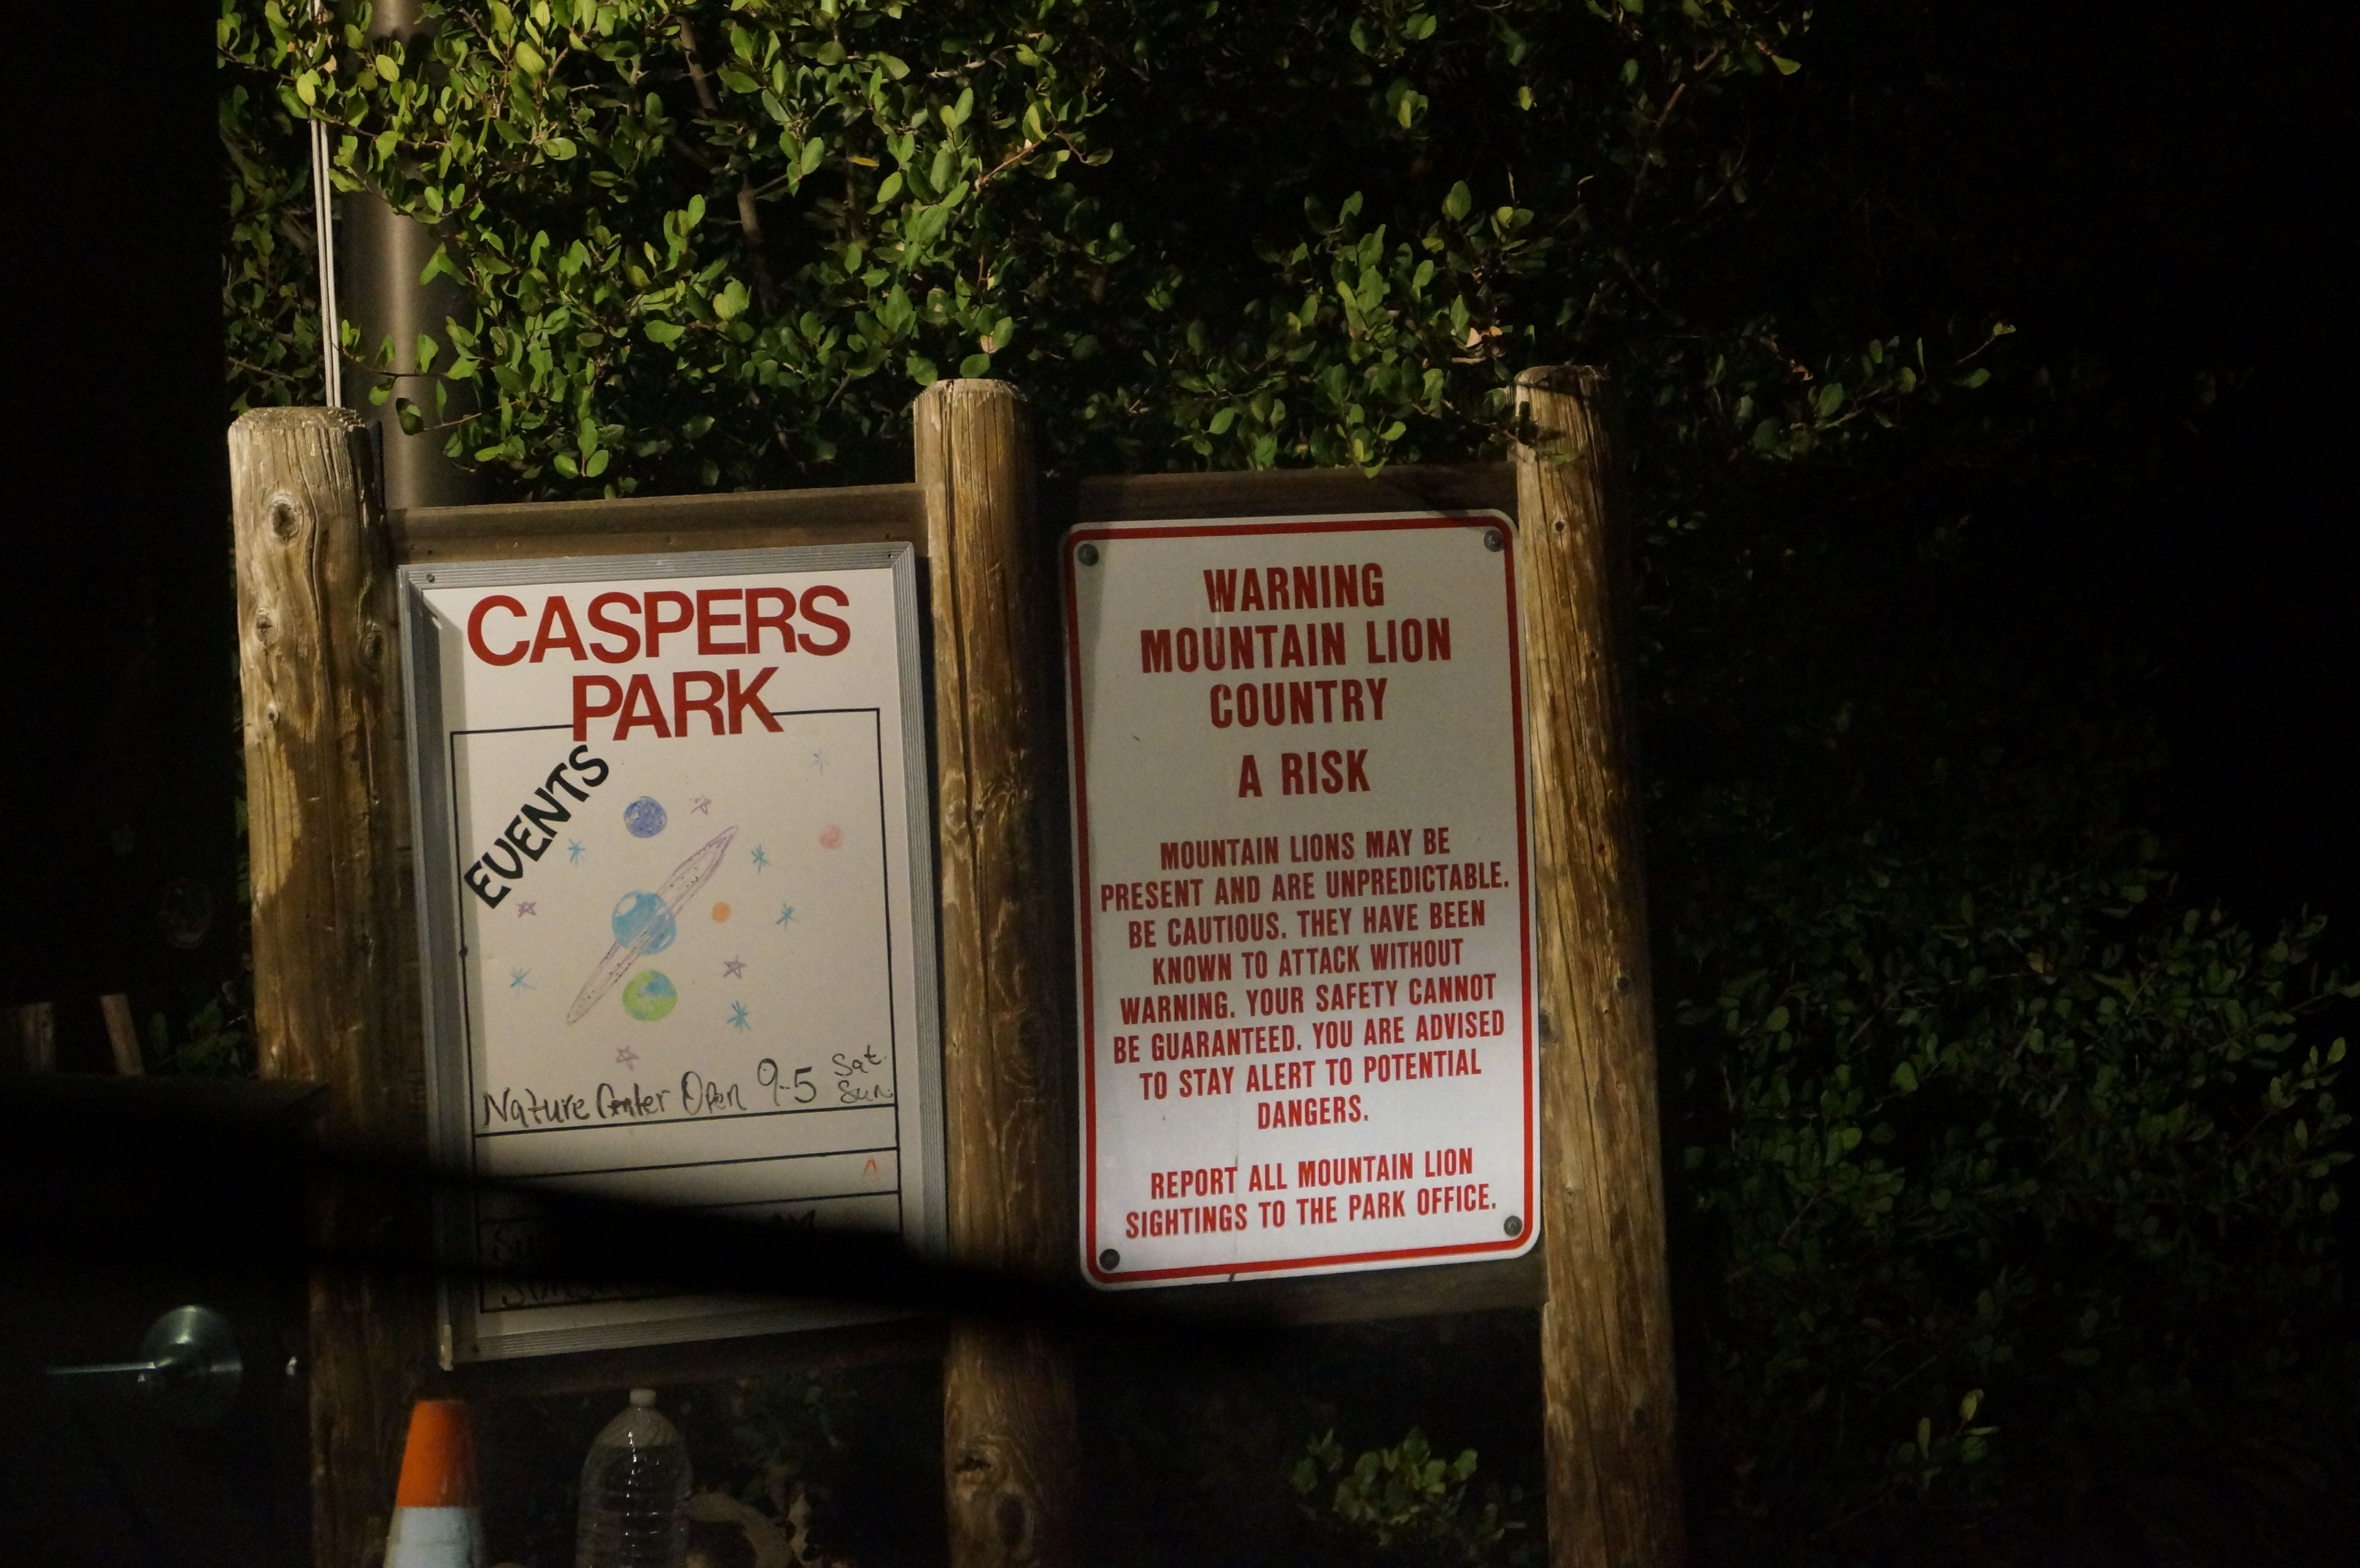 CASPERS
PARK
EVENTS
Nature Center Open 9-5 Sat.
Sun.
WARNING
MOUNTAIN LION
COUNTRY
A RISK
MOUNTAIN LIONS MAY BE
PRESENT AND ARE UNPREDICTABLE.
BE CAUTIOUS. THEY HAVE BEEN
KNOWN TO ATTACK WITHOUT
WARNING. YOUR SAFETY CANNOT
BE GUARANTEED. YOU ARE ADVISED
TO STAY ALERT TO POTENTIAL
DANGERS.
REPORT ALL MOUNTAIN LION
SIGHTINGS TO THE PARK OFFICE.